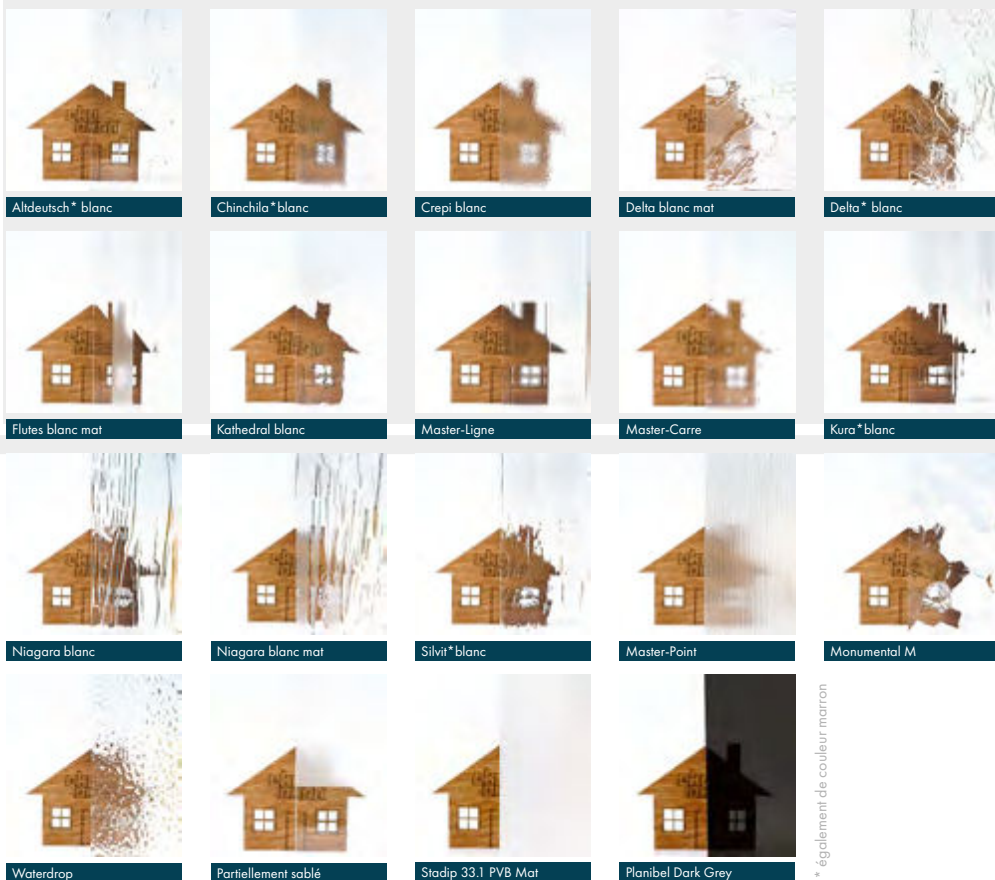 Altdeutsch* blanc
Chinchila*blanc
Crepi blanc
Delta blanc mat
Delta* blanc
Flutes blanc mat
Kathedral blanc
Master-Ligne
Master-Carre
Kura*blanc
Niagara blanc
Niagara blanc mat
Silvit*blanc
Master-Point
Monumental M
Waterdrop
Partiellement sablé
Stadip 33.1 PVB Mat
Planibel Dark Grey
* également de couleur marron